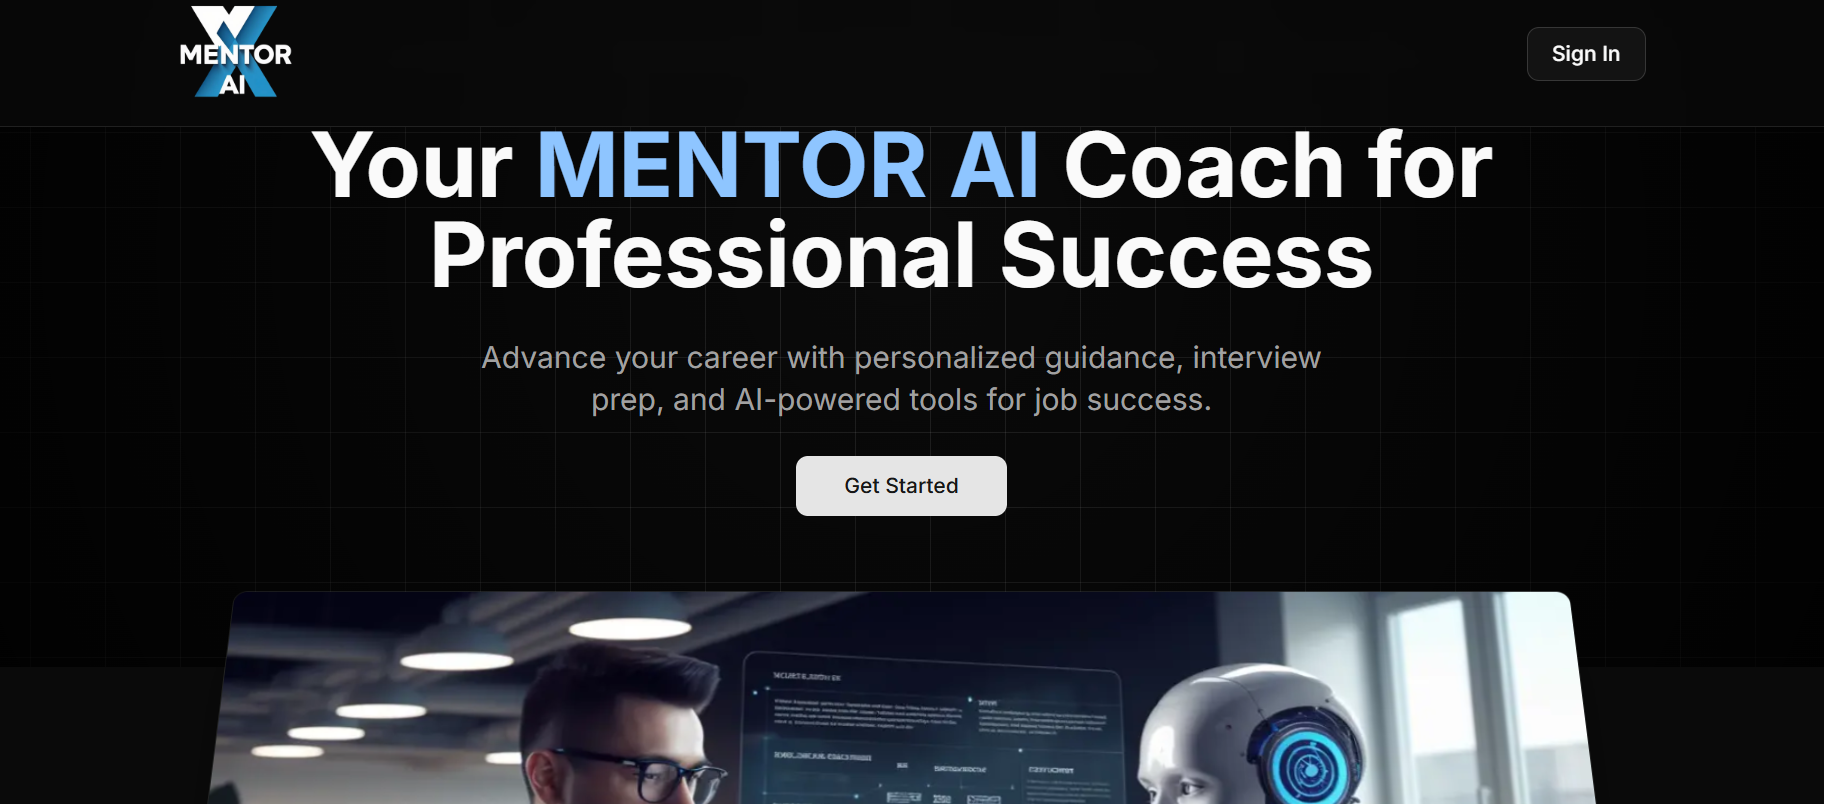 MENTOR
AI
Sign In
Your MENTOR AI Coach for
Professional Success
Advance your career with personalized guidance, interview
prep, and AI-powered tools for job success.
Get Started